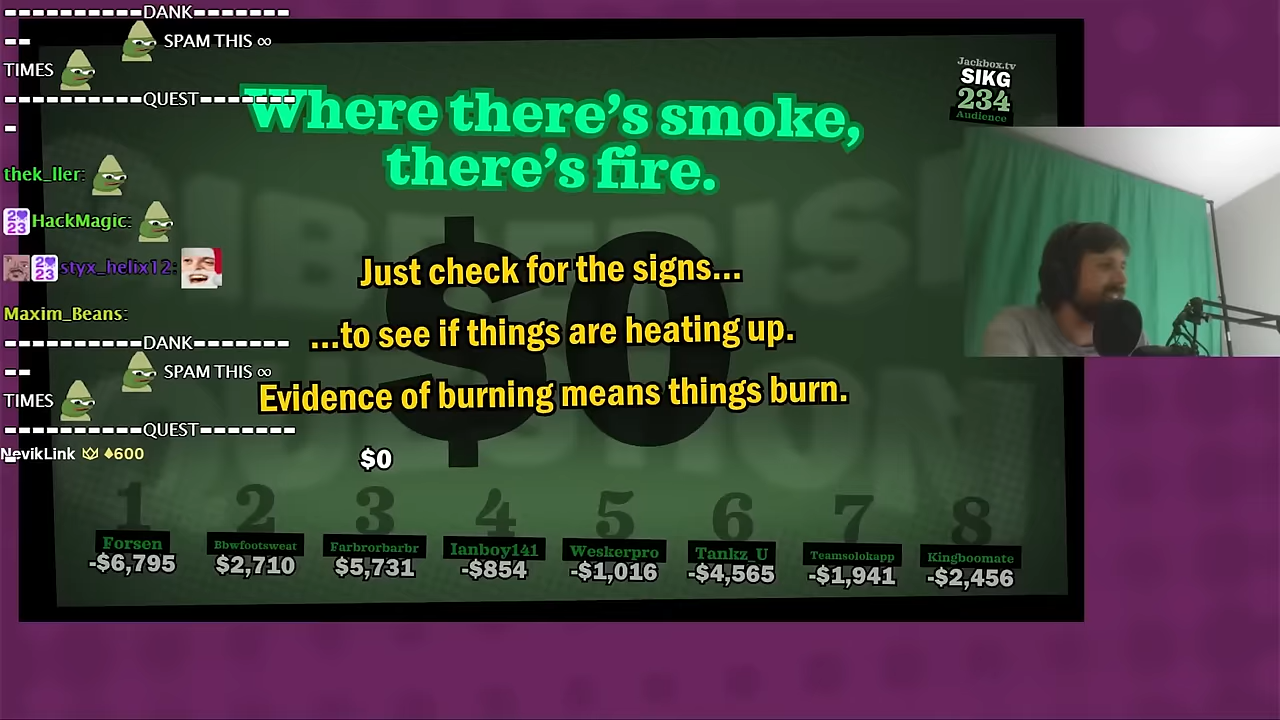 DANK
SPAM THIS ∞
TIMES
QUEST
thek_ller:
HackMagic:
styx_helix12:
Maxim_Beans:
DANK
SPAM THIS ∞
TIMES
QUEST
NevikLink 600
Jackbox.tv
SIKG
234
Audience
Where there's smoke,
there's fire.
$0
Just check for the signs...
...to see if things are heating up.
Evidence of burning means things burn.
$0
1 2 3 4 5 6 7 8
Forsen Bbwfootsweat Farbrorbarbr Ianboy141 Weskerpro Tankz_U Teamsolokapp Kingboomate
-$6,795 $2,710 $5,731 -$854 -$1,016 -$4,565 -$1,941 -$2,456